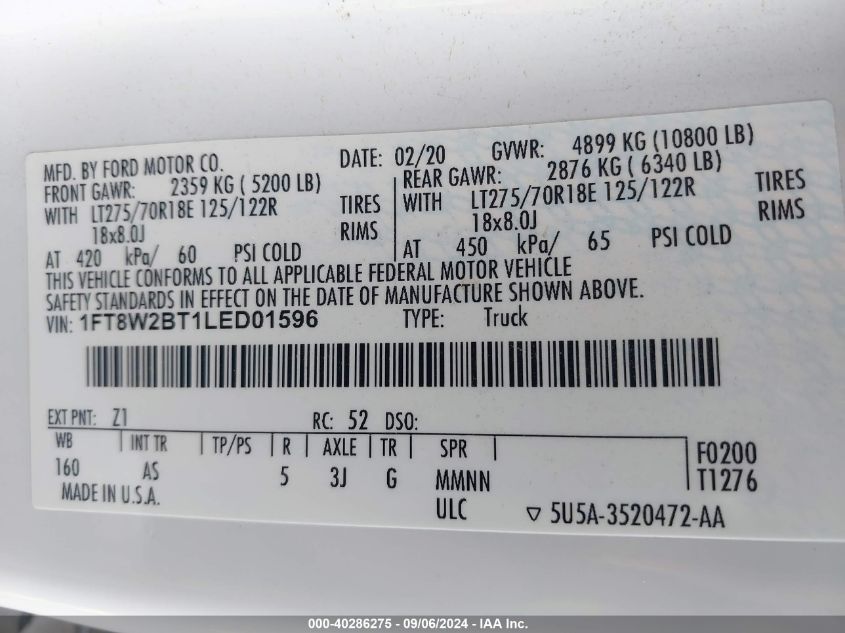 MFD. BY FORD MOTOR CO.
DATE: 02/20 GVWR: 4899 KG (10800 LB)
FRONT GAWR: 2359 KG ( 5200 LB)
REAR GAWR: 2876 KG ( 6340 LB)
WITH LT275/70R18E 125/122R TIRES
WITH LT275/70R18E 125/122R TIRES
18x8.0J RIMS
18x8.0J RIMS
AT 420 kPa/ 60 PSI COLD
AT 450 kPa/ 65 PSI COLD
THIS VEHICLE CONFORMS TO ALL APPLICABLE FEDERAL MOTOR VEHICLE
SAFETY STANDARDS IN EFFECT ON THE DATE OF MANUFACTURE SHOWN ABOVE.
VIN: 1FT8W2BT1LED01596 TYPE: Truck
EXT PNT: Z1 RC: 52 DSO:
WB INT TR TP/PS R AXLE TR SPR
160 AS 5 3J G MMNN
F0200
T1276
MADE IN U.S.A.
ULC ▽ 5U5A-3520472-AA
000-40286275 - 09/06/2024 - IAA Inc.